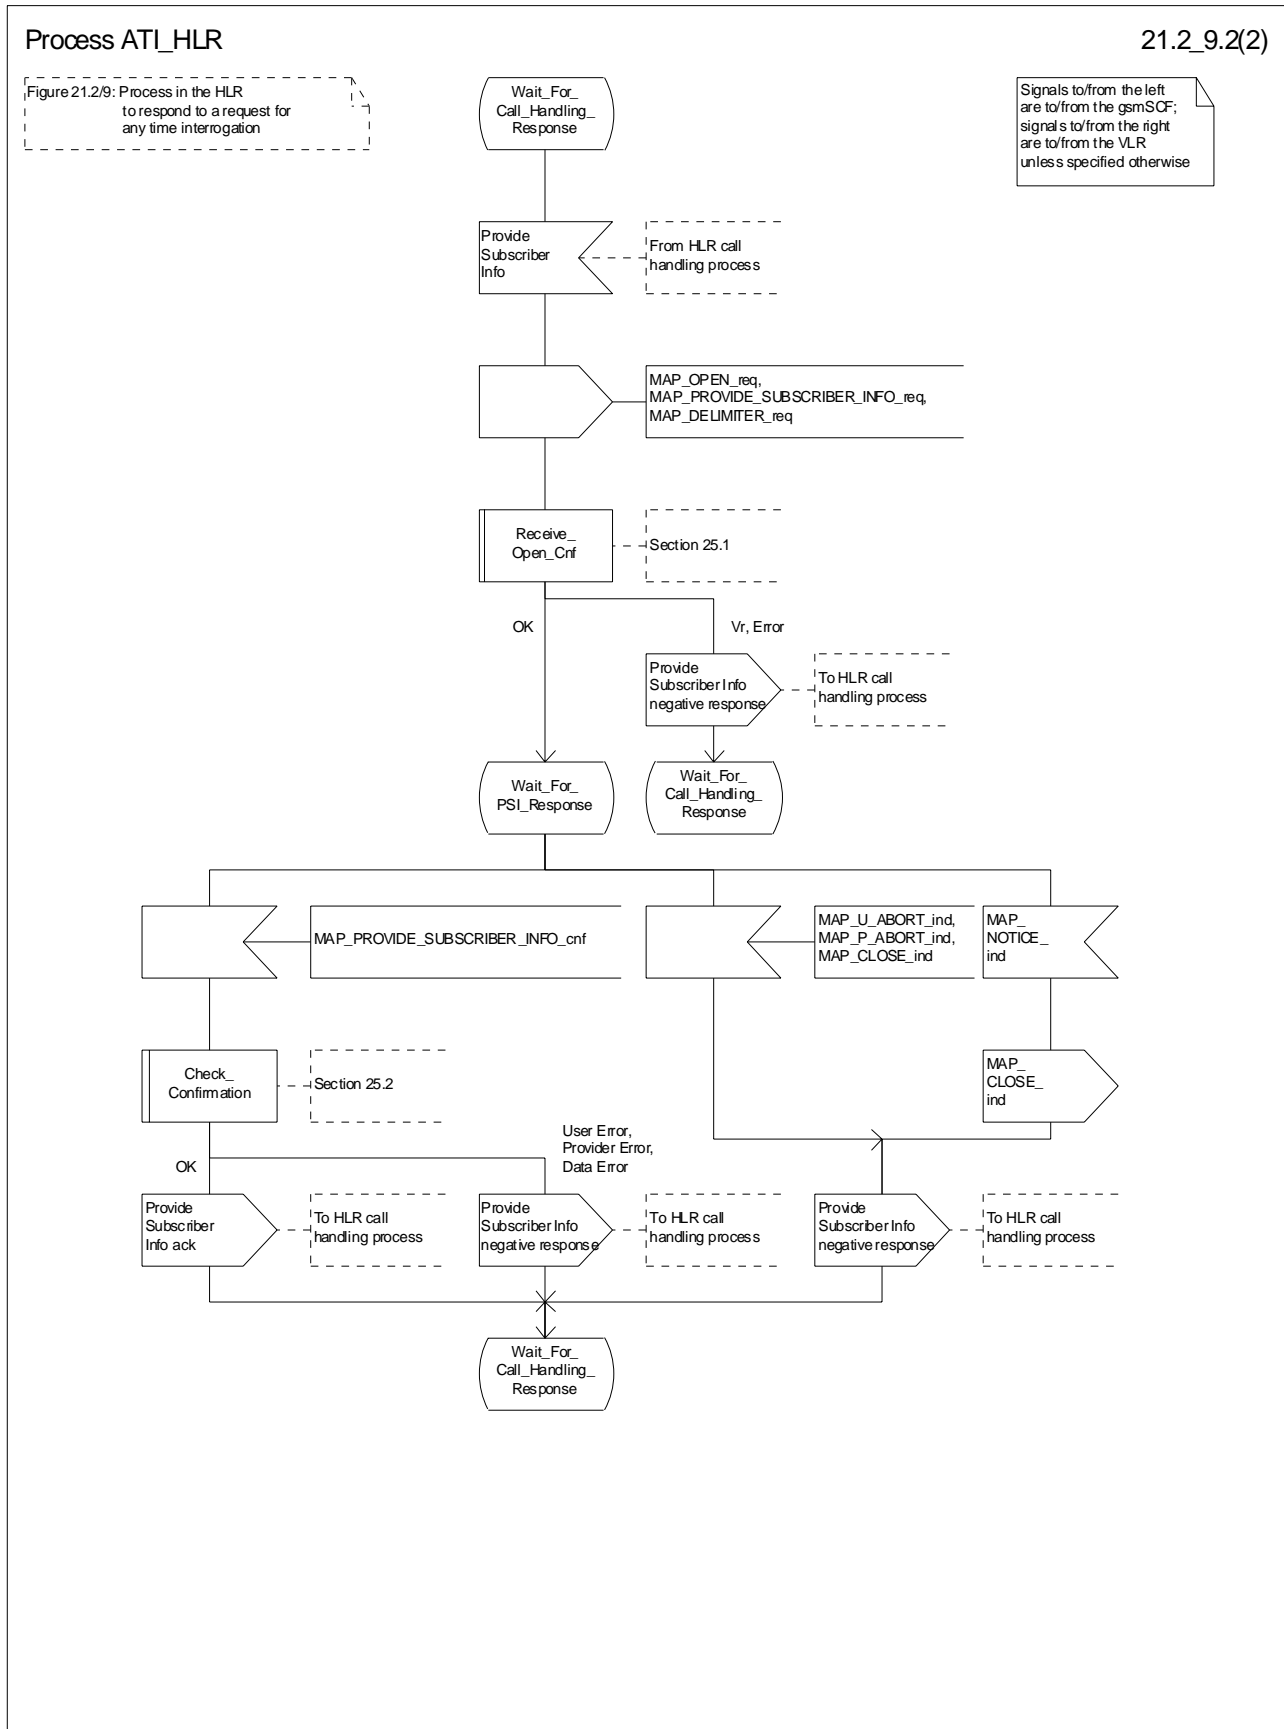 Process ATI_HLR
21.2_9.2(2)
Figure 21.2/9: Process in the HLR
to respond to a request for
any time interrogation
Wait_For_
Call_Handling_
Response
Signals to/from the left
are to/from the gsmSCF;
signals to/from the right
are to/from the VLR
unless specified otherwise
Provide
Subscriber
Info
From HLR call
handling process
MAP_OPEN_req,
MAP_PROVIDE_SUBSCRIBER_INFO_req,
MAP_DELIMITER_req
Receive_
Open_Cnf
Section 25.1
OK
Vr, Error
Provide
Subscriber Info
negative response
To HLR call
handling process
Wait_For_
PSI_Response
Wait_For_
Call_Handling_
Response
MAP_PROVIDE_SUBSCRIBER_INFO_cnf
MAP_U_ABORT_ind,
MAP_P_ABORT_ind,
MAP_CLOSE_ind
MAP_
NOTICE_
ind
Check_
Confirmation
Section 25.2
MAP_
CLOSE_
ind
OK
User Error,
Provider Error,
Data Error
Provide
Subscriber
Info ack
To HLR call
handling process
Provide
Subscriber Info
negative response
To HLR call
handling process
Provide
Subscriber Info
negative response
To HLR call
handling process
Wait_For_
Call_Handling_
Response